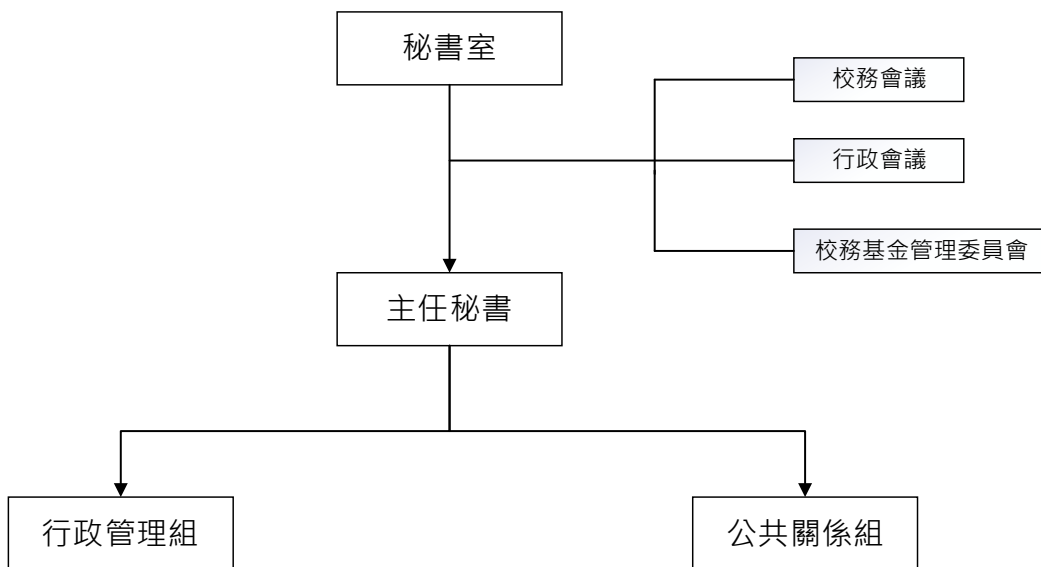 秘書室
校務會議
行政會議
校務基金管理委員會
主任秘書
行政管理組
公共關係組